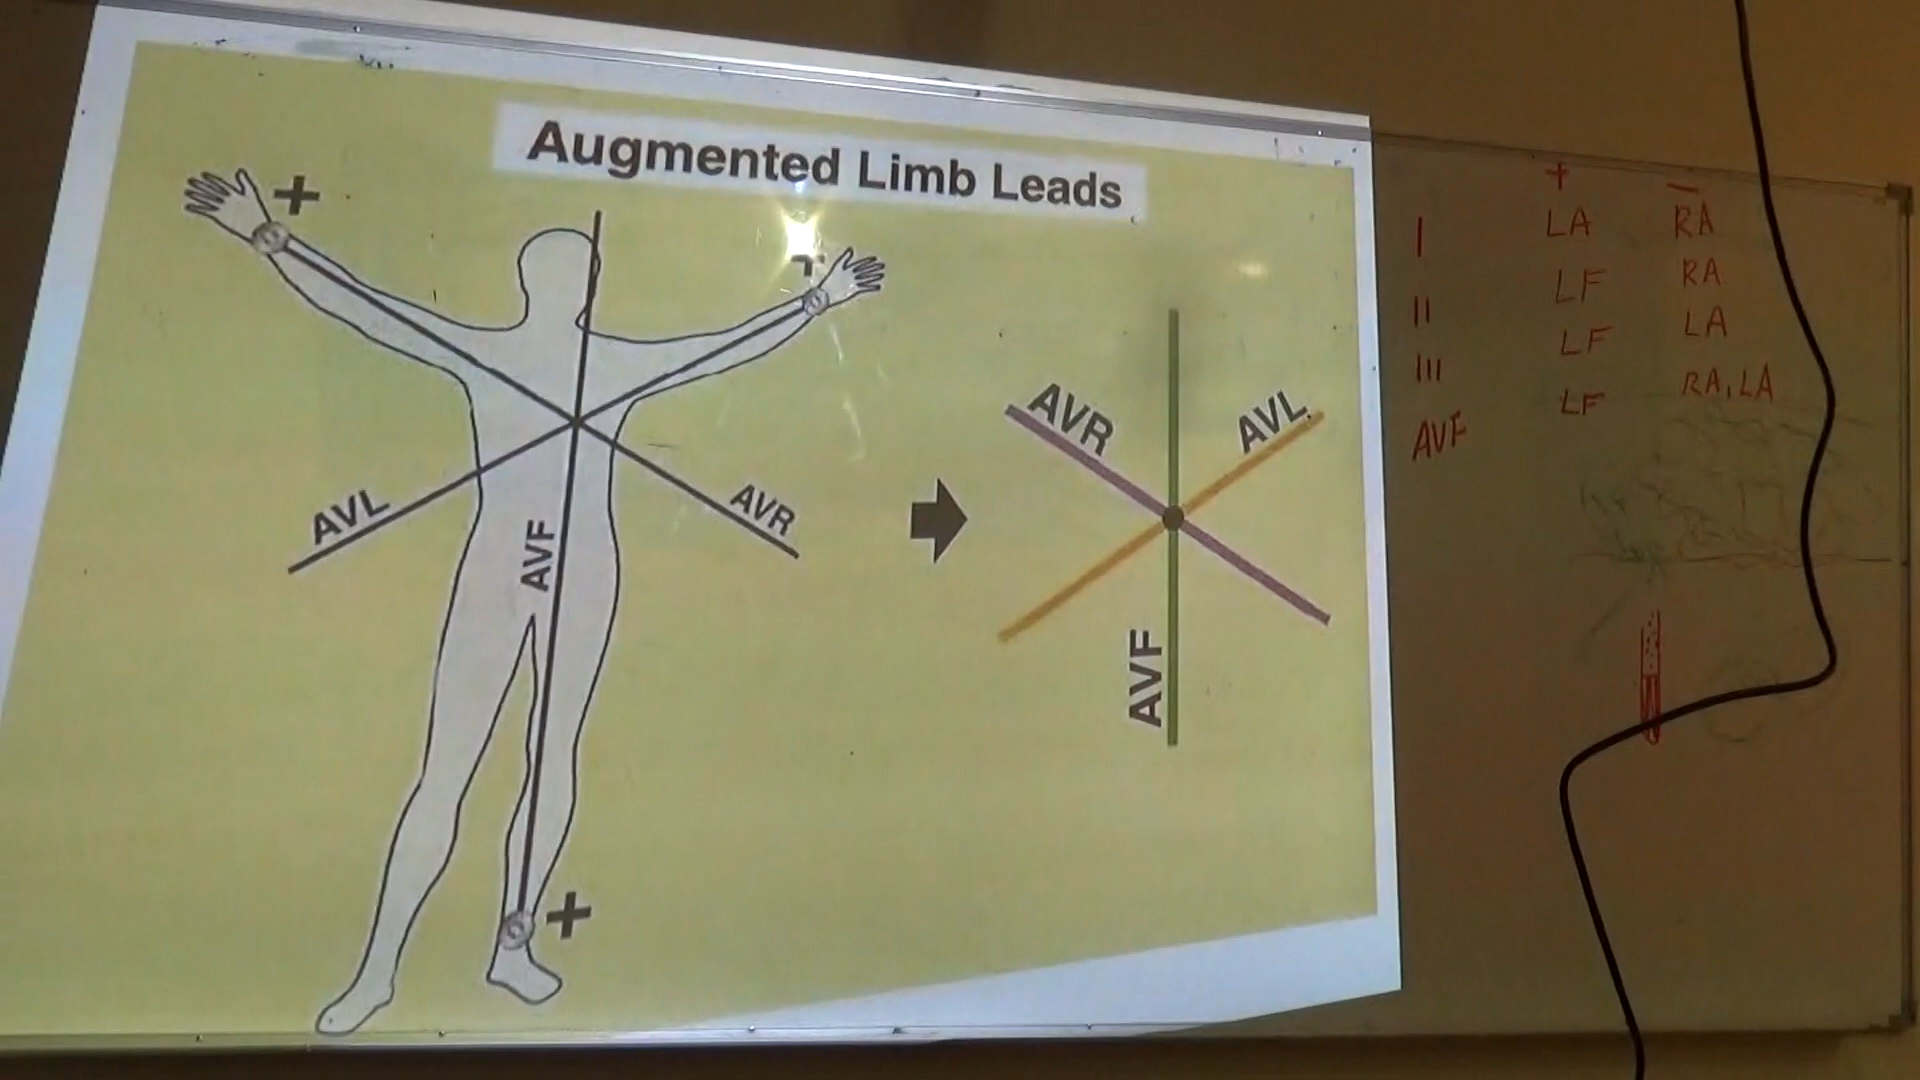 Augmented Limb Leads
+
+
AVL
AVR
AVF
+
AVR
AVL
AVF
+ −
I LA RA
II LF RA
III LF LA
AVF LF RA, LA